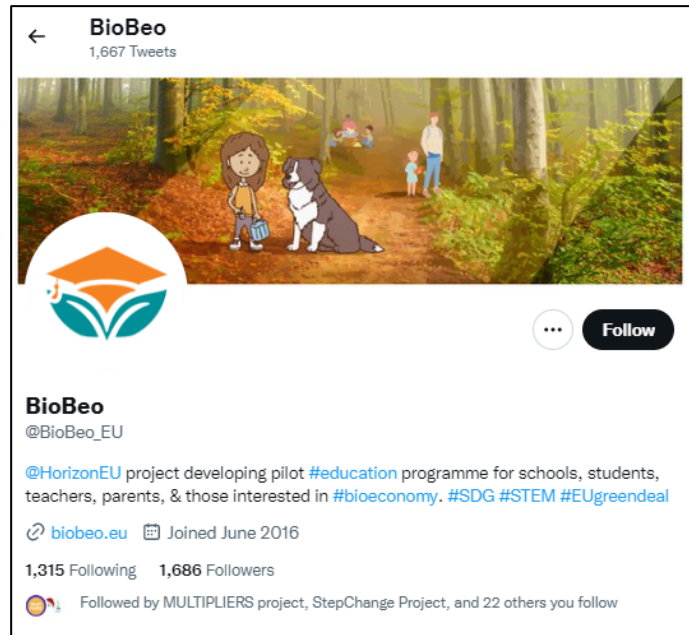 BioBeo
1,667 Tweets
Follow
BioBeo
@BioBeo_EU
@HorizonEU project developing pilot #education programme for schools, students,
teachers, parents, & those interested in #bioeconomy. #SDG #STEM #EUgreendeal
biobeo.eu Joined June 2016
1,315 Following 1,686 Followers
Followed by MULTIPLIERS project, StepChange Project, and 22 others you follow